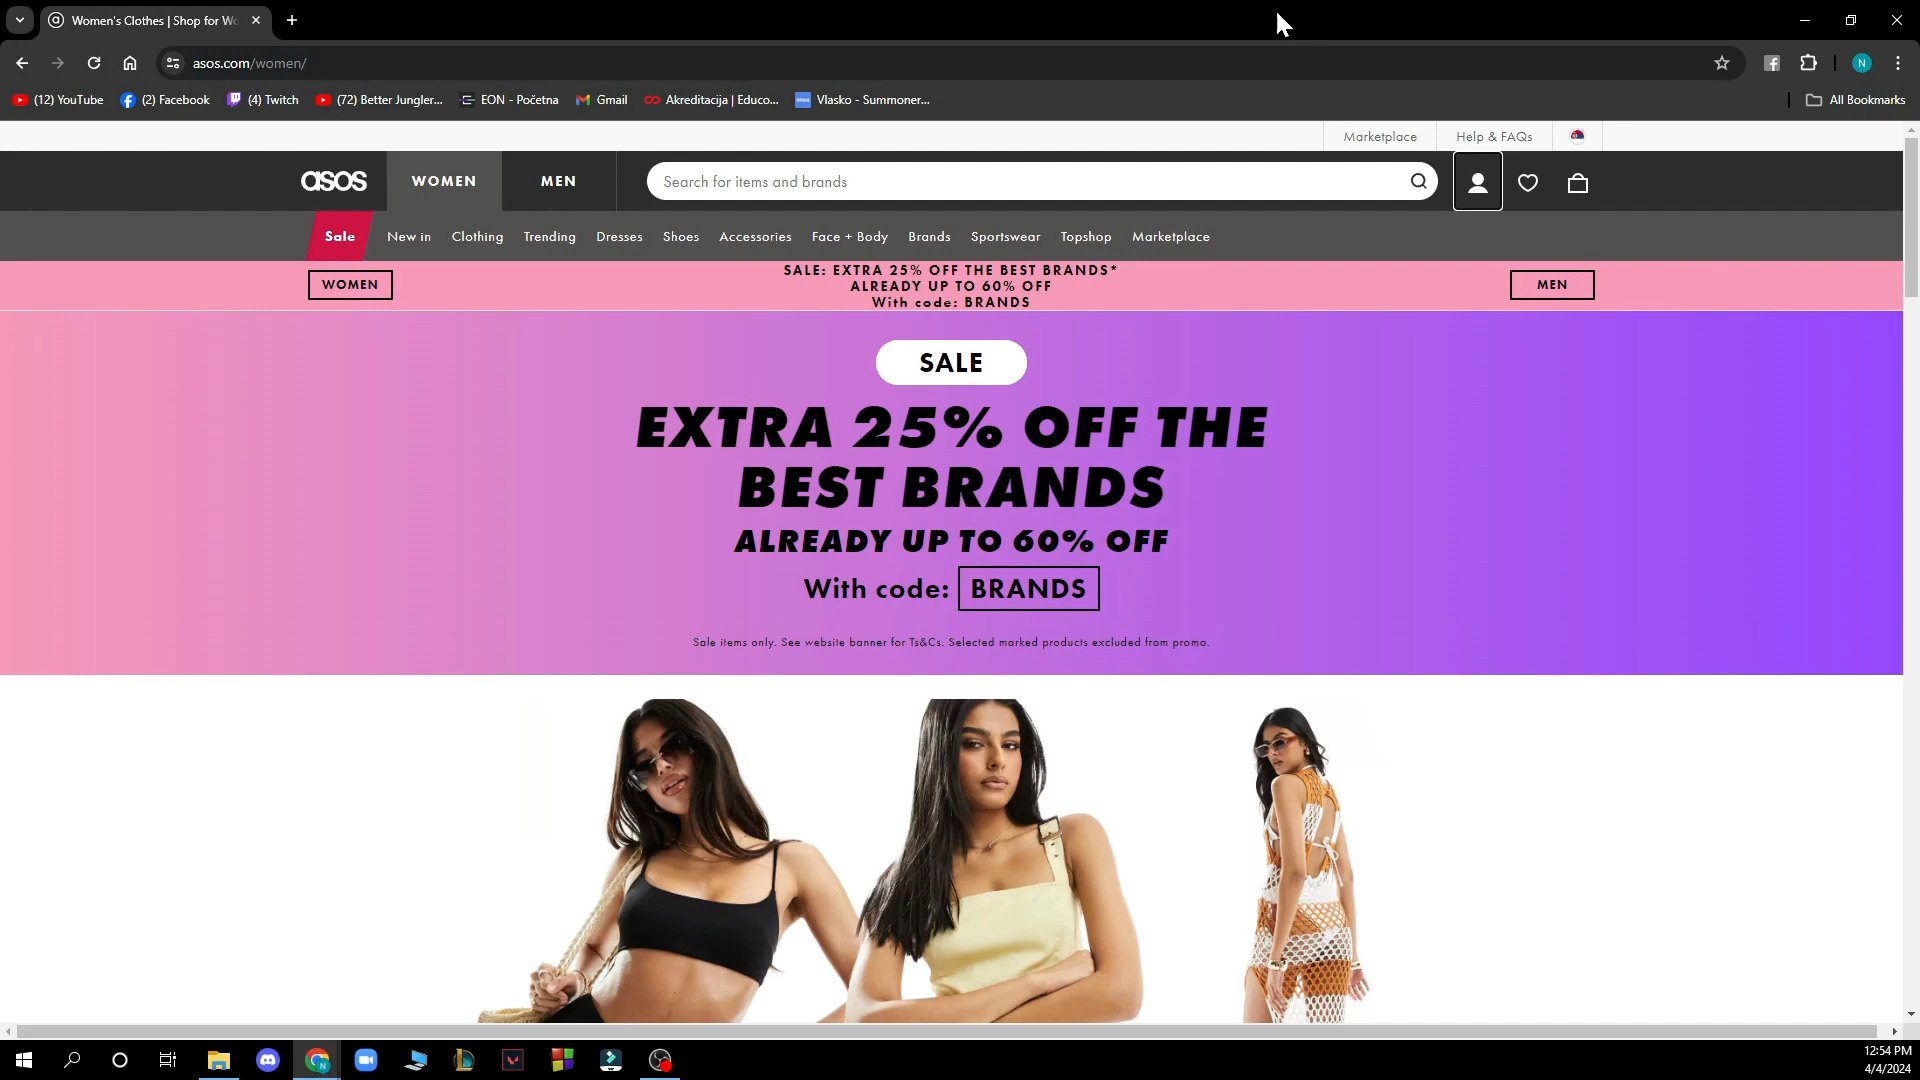 Women's Clothes | Shop for Wo
asos.com/women/
N
(12) YouTube (2) Facebook (4) Twitch (72) Better Jungler... EON - Početna Gmail Akreditacija | Educo... Vlasko - Summoner... All Bookmarks
Marketplace Help & FAQs
asos WOMEN MEN Search for items and brands
Sale New in Clothing Trending Dresses Shoes Accessories Face + Body Brands Sportswear Topshop Marketplace
SALE: EXTRA 25% OFF THE BEST BRANDS*
WOMEN ALREADY UP TO 60% OFF MEN
With code: BRANDS
SALE
EXTRA 25% OFF THE
BEST BRANDS
ALREADY UP TO 60% OFF
With code: BRANDS
Sale items only. See website banner for Ts&Cs. Selected marked products excluded from promo.
12:54 PM
4/4/2024